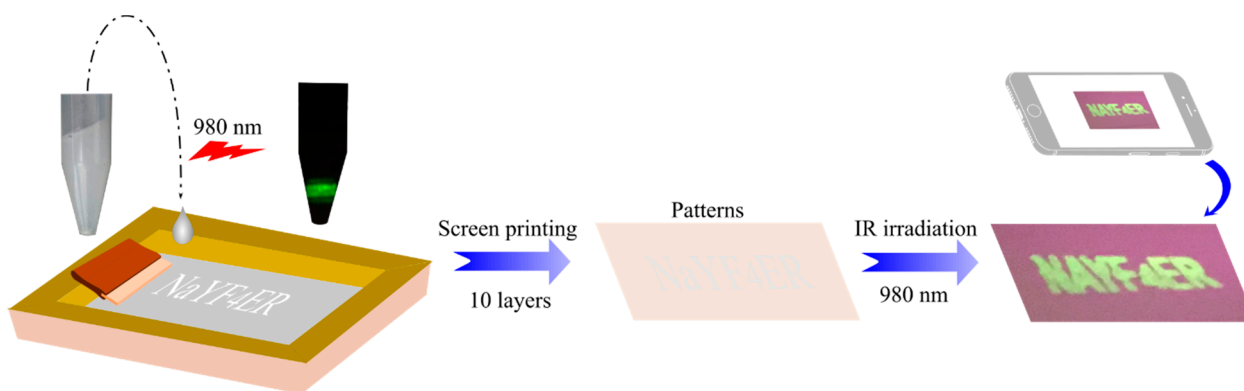 980 nm
NaYF4ER
Screen printing
10 layers
Patterns
NaYF4ER
IR irradiation
980 nm
NAYF4ER
NAYF4ER